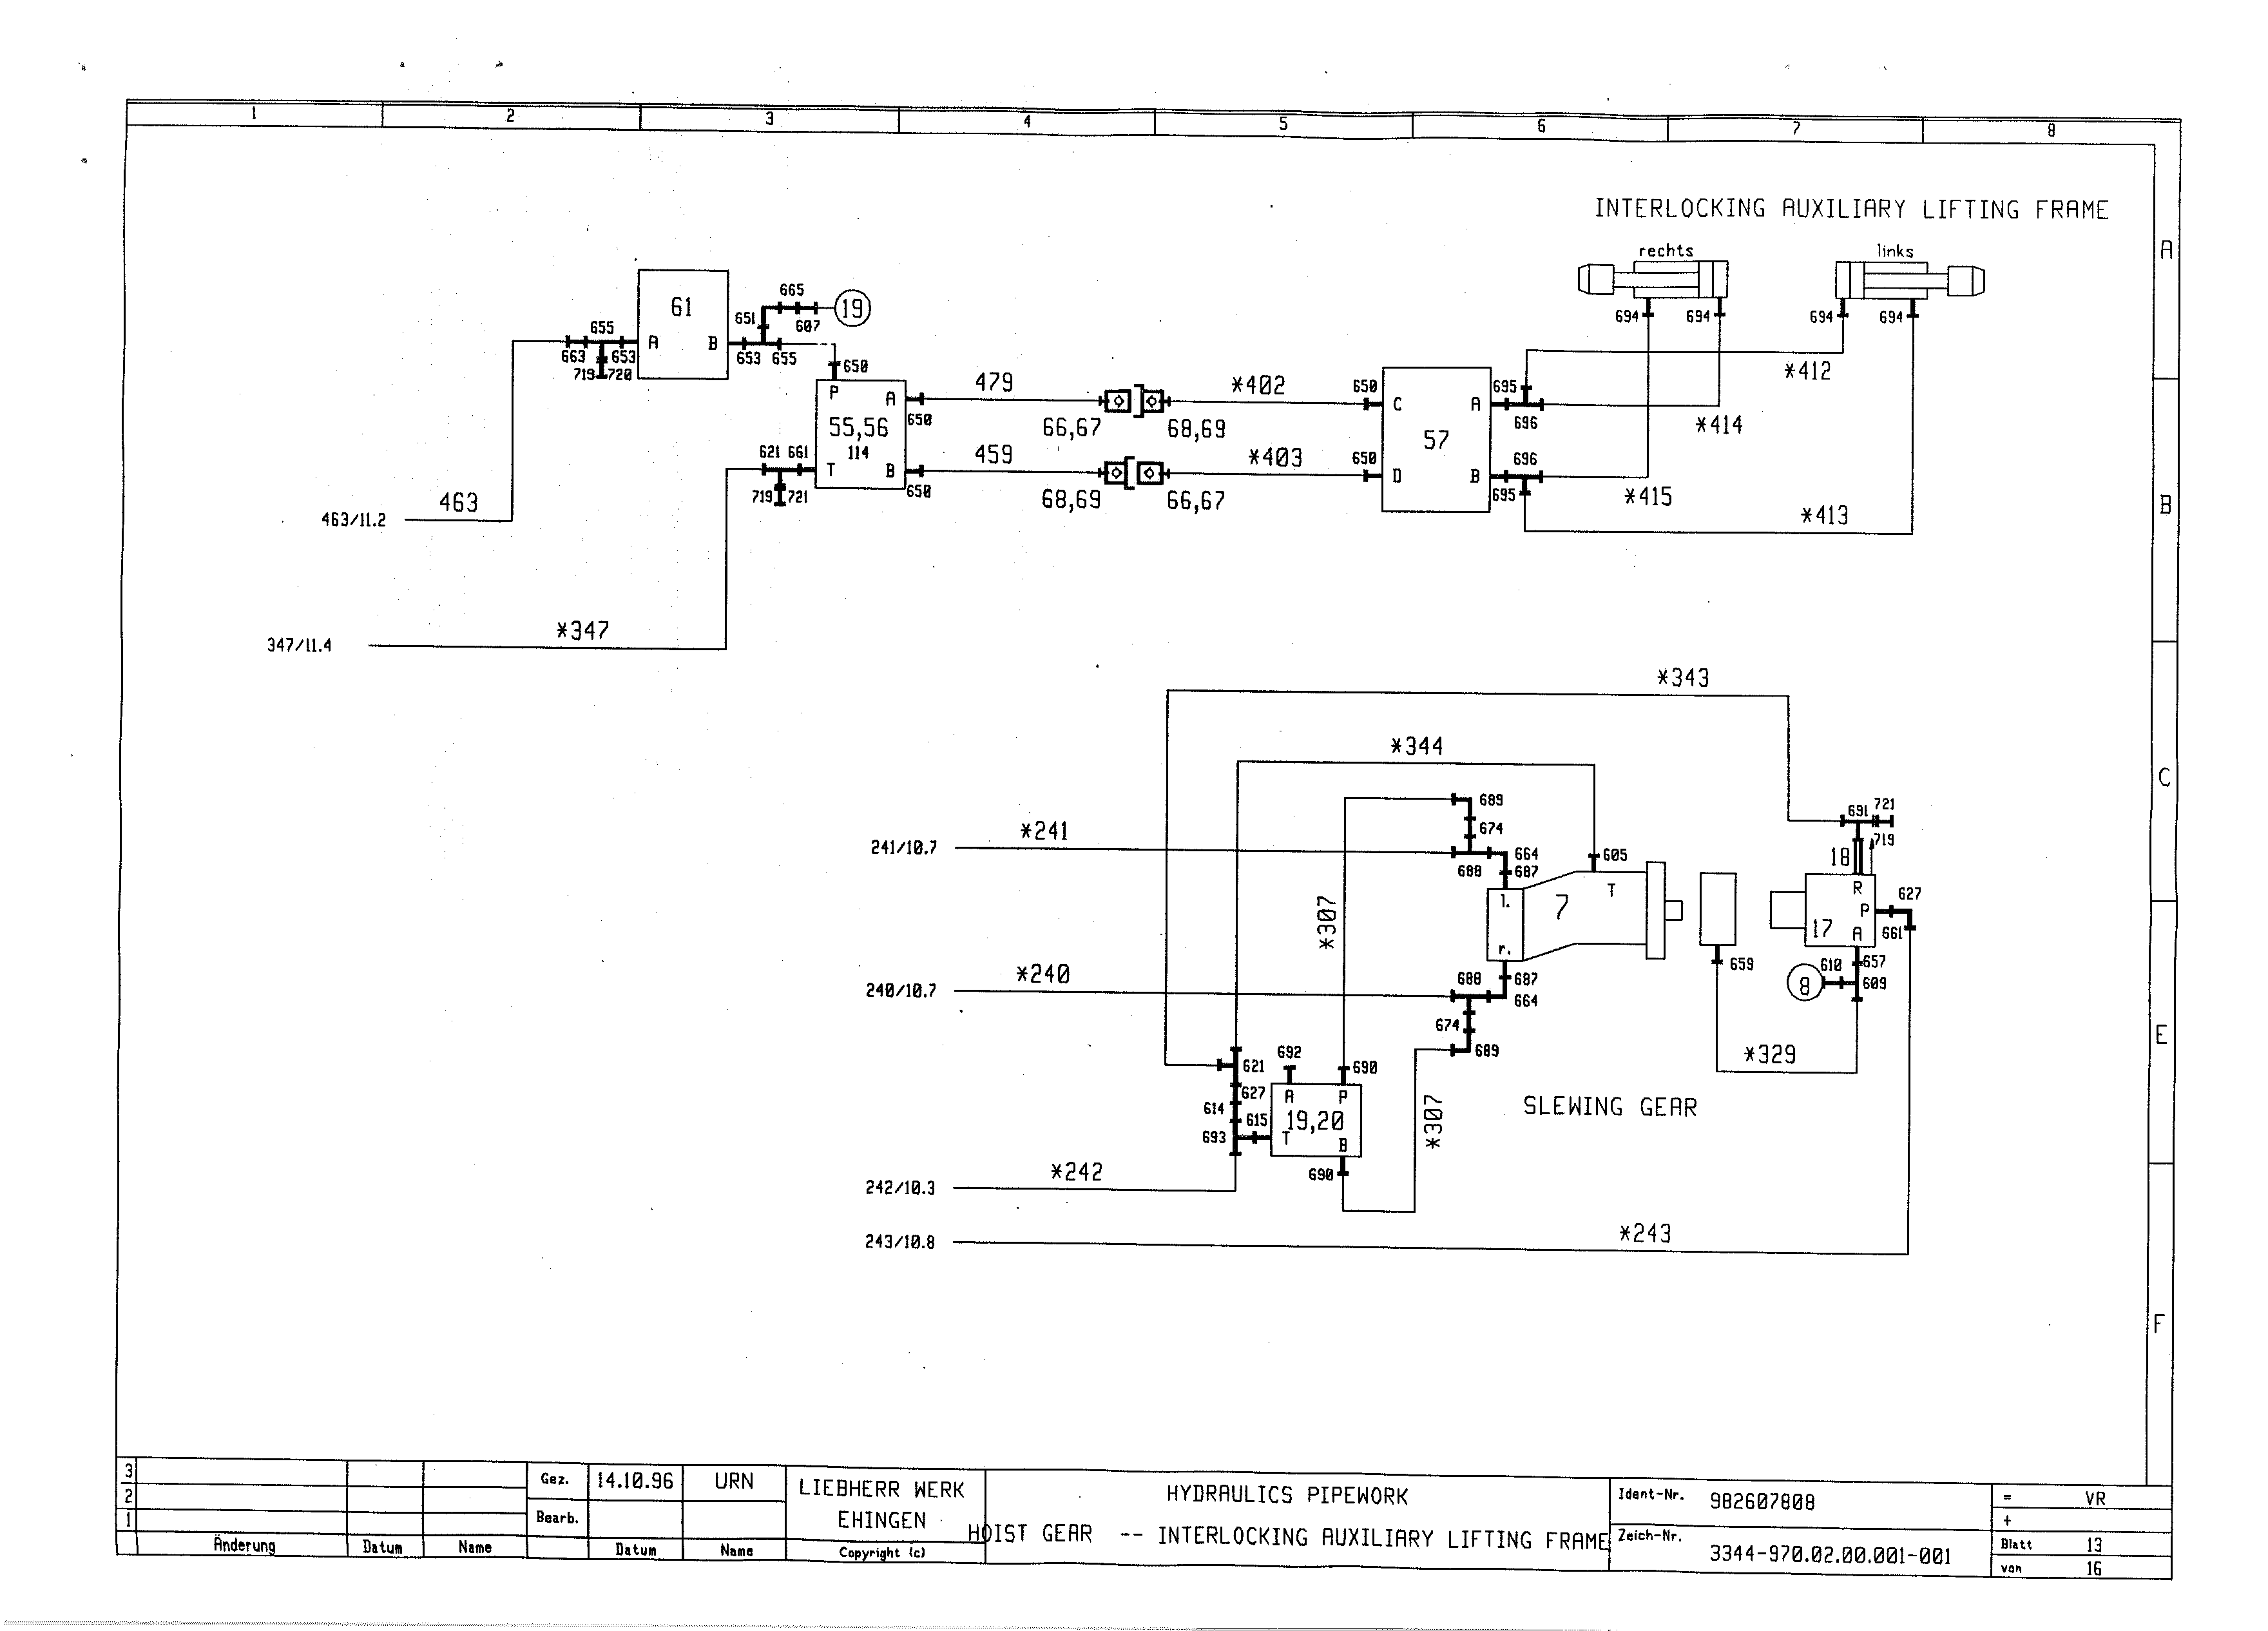 1 2 3 4 5 6 7 8
INTERLOCKING AUXILIARY LIFTING FRAME
rechts links
A
61
A B
655
663 653
719 720
651
665
607
19
653 655
650
694 694 694 694
*412
P A
55,56
114
T B
650
650
621 661
719 721
479
66,67
*402
68,69
459
68,69
*403
66,67
650
650
C A
57
D B
695
696
696
695
*414
*415
*413
B
463/11.2
463
347/11.4
*347
*343
*344
C
241/10.7
*241
689
674
664
688 687
605
T
7
l.
r.
*307
691 721
719
18
R
P
17
A
627
661
657
610
609
8
659
240/10.7
*240
688 687
664
674
689
*329
E
621
692
690
627
614
615
693
A P
19,20
T
B
690
*307
SLEWING GEAR
242/10.3
*242
243/10.8
*243
F
3
2
1
Änderung Datum Name
Gez. 14.10.96 URN
Bearb.
Datum Name
LIEBHERR WERK
EHINGEN
Copyright (c)
HYDRAULICS PIPEWORK
HOIST GEAR -- INTERLOCKING AUXILIARY LIFTING FRAME
Ident-Nr. 982607808
Zeich-Nr.
3344-970.02.00.001-001
= VR
+
Blatt 13
von 16